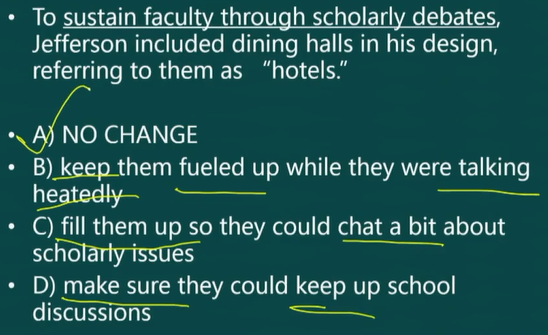 • To sustain faculty through scholarly debates,
Jefferson included dining halls in his design,
referring to them as “hotels.”
• A) NO CHANGE
• B) keep them fueled up while they were talking
heatedly
• C) fill them up so they could chat a bit about
scholarly issues
• D) make sure they could keep up school
discussions